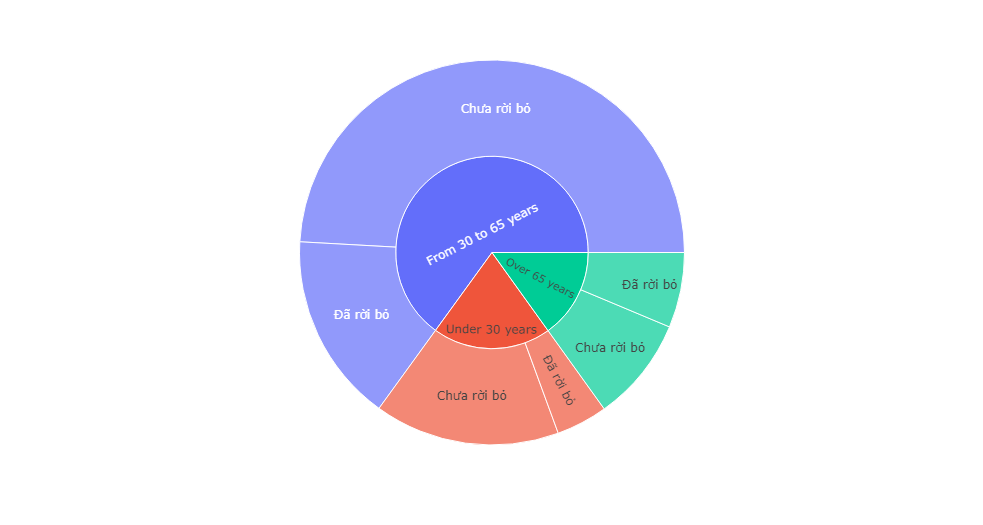 Chưa rời bỏ
From 30 to 65 years
Over 65 years
Đã rời bỏ
Đã rời bỏ
Under 30 years
Chưa rời bỏ
Đã rời bỏ
Chưa rời bỏ